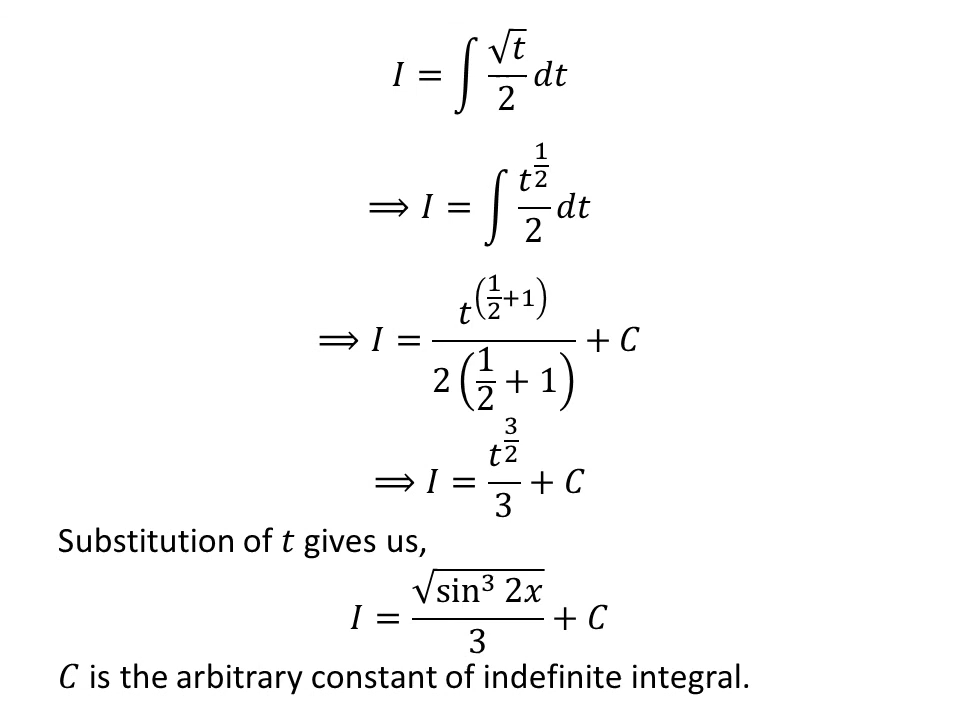 𝐼 = ∫ √𝑡/2 𝑑𝑡
⟹ 𝐼 = ∫ 𝑡^(1/2)/2 𝑑𝑡
⟹ 𝐼 = 𝑡^(1/2+1)/(2(1/2 + 1)) + 𝐶
⟹ 𝐼 = 𝑡^(3/2)/3 + 𝐶
Substitution of 𝑡 gives us,
𝐼 = √(sin³ 2𝑥)/3 + 𝐶
𝐶 is the arbitrary constant of indefinite integral.